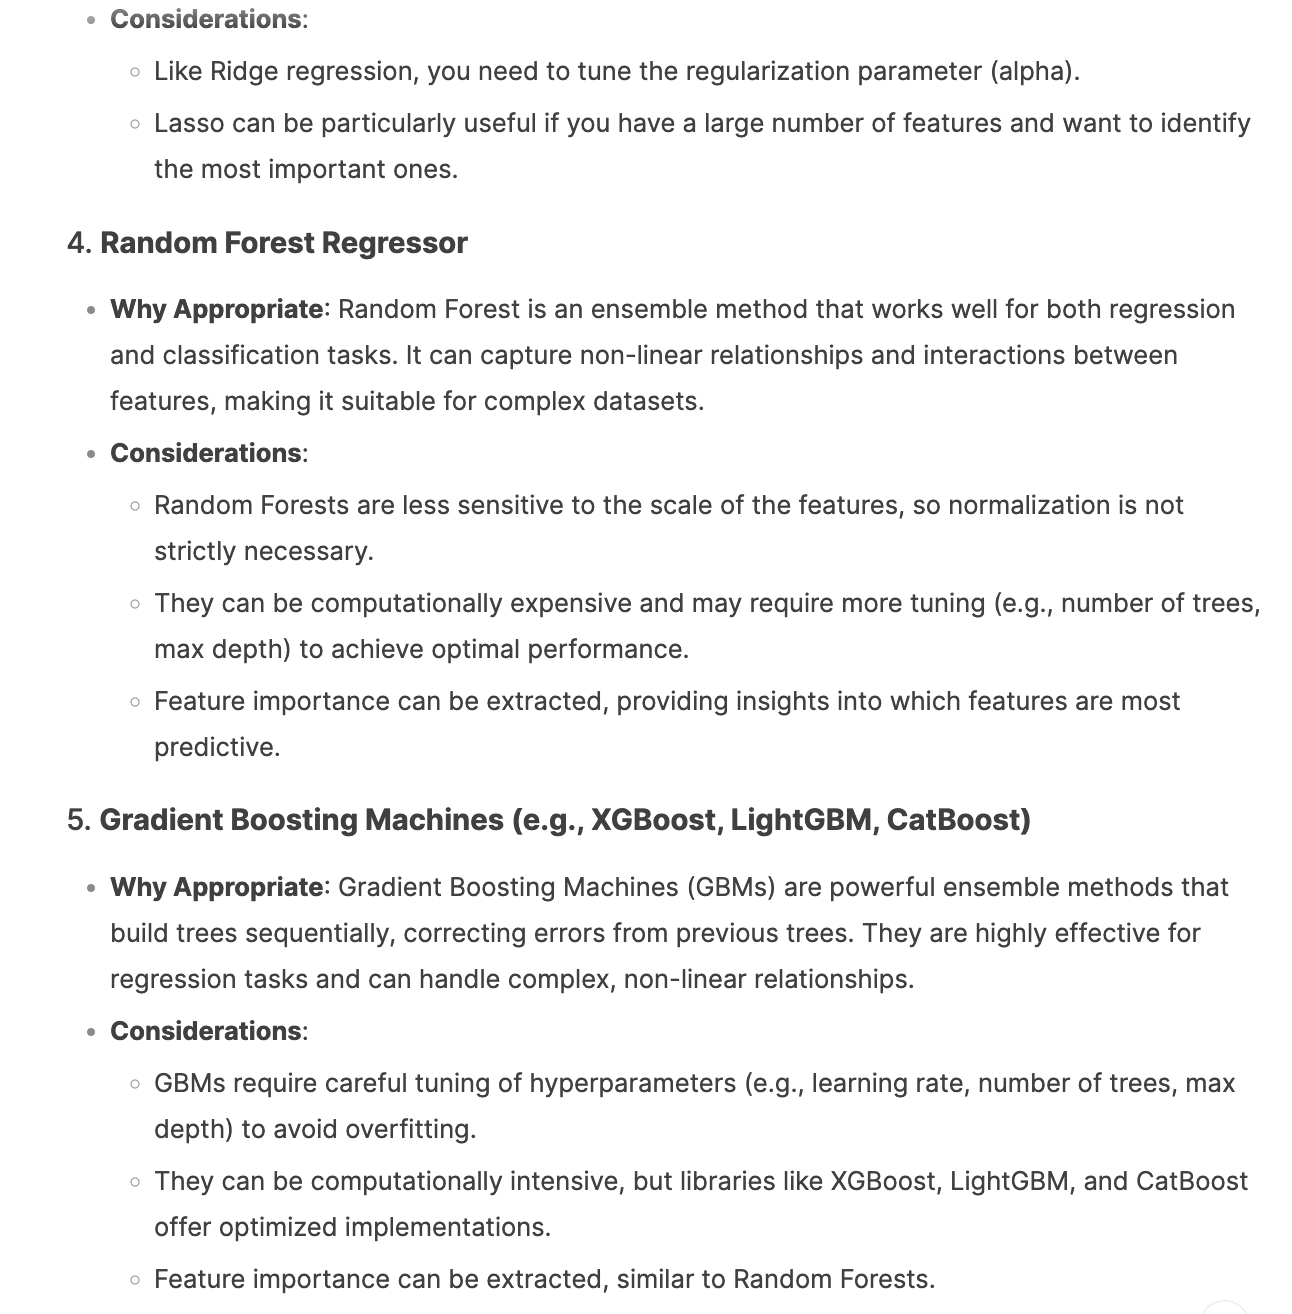 • Considerations:
○ Like Ridge regression, you need to tune the regularization parameter (alpha).
○ Lasso can be particularly useful if you have a large number of features and want to identify
the most important ones.
4. Random Forest Regressor
• Why Appropriate: Random Forest is an ensemble method that works well for both regression
and classification tasks. It can capture non-linear relationships and interactions between
features, making it suitable for complex datasets.
• Considerations:
○ Random Forests are less sensitive to the scale of the features, so normalization is not
strictly necessary.
○ They can be computationally expensive and may require more tuning (e.g., number of trees,
max depth) to achieve optimal performance.
○ Feature importance can be extracted, providing insights into which features are most
predictive.
5. Gradient Boosting Machines (e.g., XGBoost, LightGBM, CatBoost)
• Why Appropriate: Gradient Boosting Machines (GBMs) are powerful ensemble methods that
build trees sequentially, correcting errors from previous trees. They are highly effective for
regression tasks and can handle complex, non-linear relationships.
• Considerations:
○ GBMs require careful tuning of hyperparameters (e.g., learning rate, number of trees, max
depth) to avoid overfitting.
○ They can be computationally intensive, but libraries like XGBoost, LightGBM, and CatBoost
offer optimized implementations.
○ Feature importance can be extracted, similar to Random Forests.